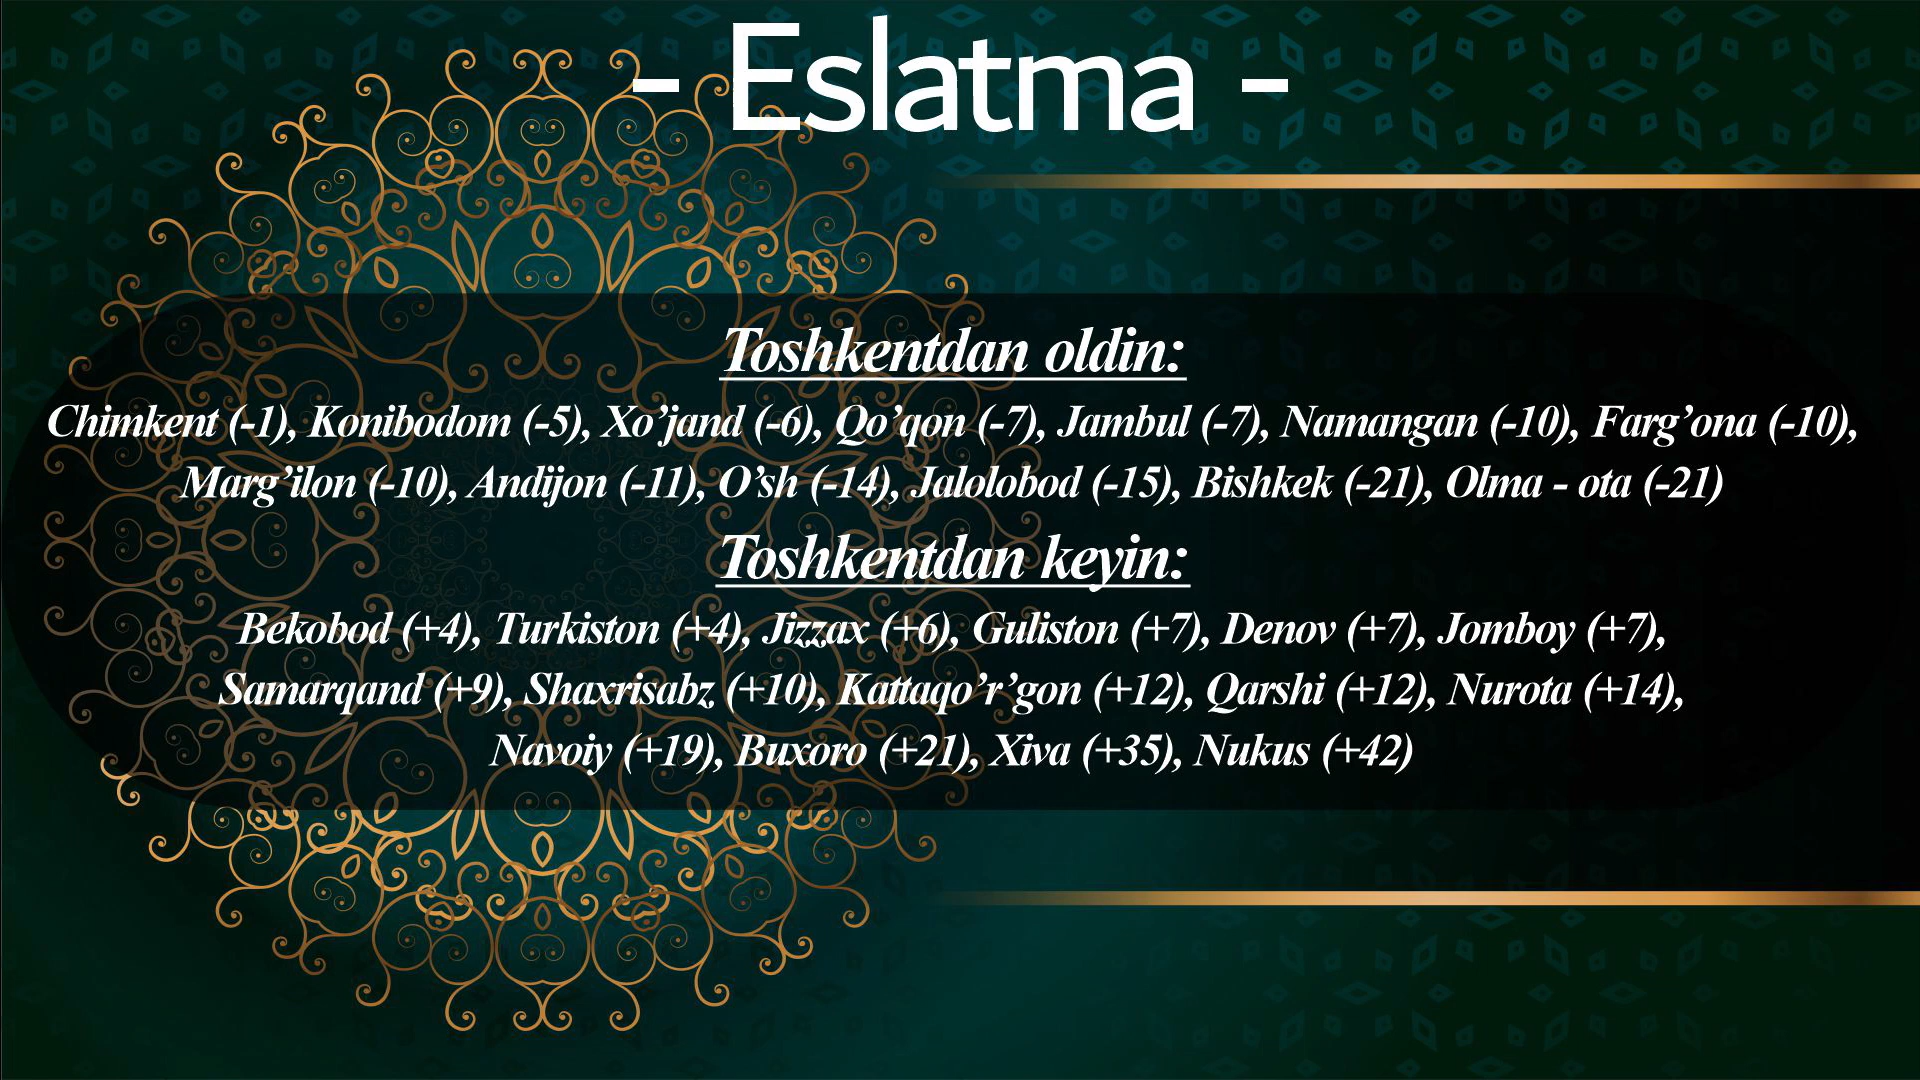 - Eslatma -
Toshkentdan oldin:
Chimkent (-1), Konibodom (-5), Xo’jand (-6), Qo’qon (-7), Jambul (-7), Namangan (-10), Farg’ona (-10),
Marg’ilon (-10), Andijon (-11), O’sh (-14), Jalolobod (-15), Bishkek (-21), Olma - ota (-21)
Toshkentdan keyin:
Bekobod (+4), Turkiston (+4), Jizzax (+6), Guliston (+7), Denov (+7), Jomboy (+7),
Samarqand (+9), Shaxrisabz (+10), Kattaqo’r’gon (+12), Qarshi (+12), Nurota (+14),
Navoiy (+19), Buxoro (+21), Xiva (+35), Nukus (+42)